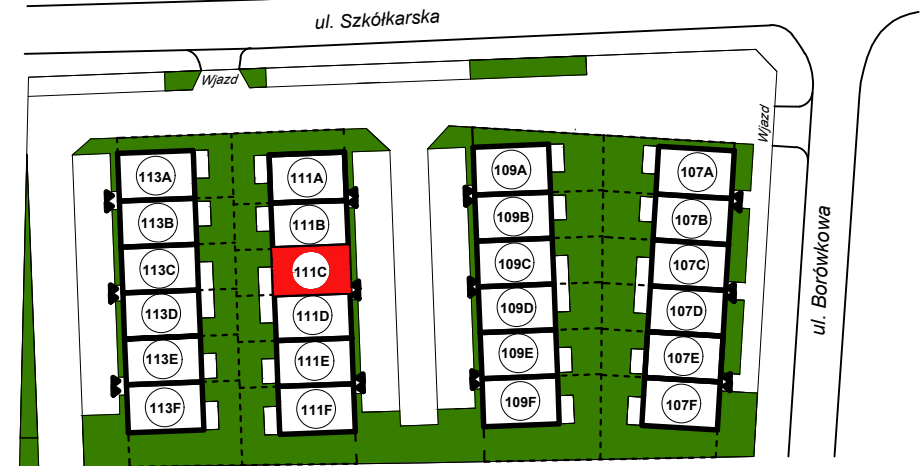 ul. Szkółkarska
Wjazd
Wjazd
ul. Borówkowa
113A
113B
113C
113D
113E
113F
111A
111B
111C
111D
111E
111F
109A
109B
109C
109D
109E
109F
107A
107B
107C
107D
107E
107F